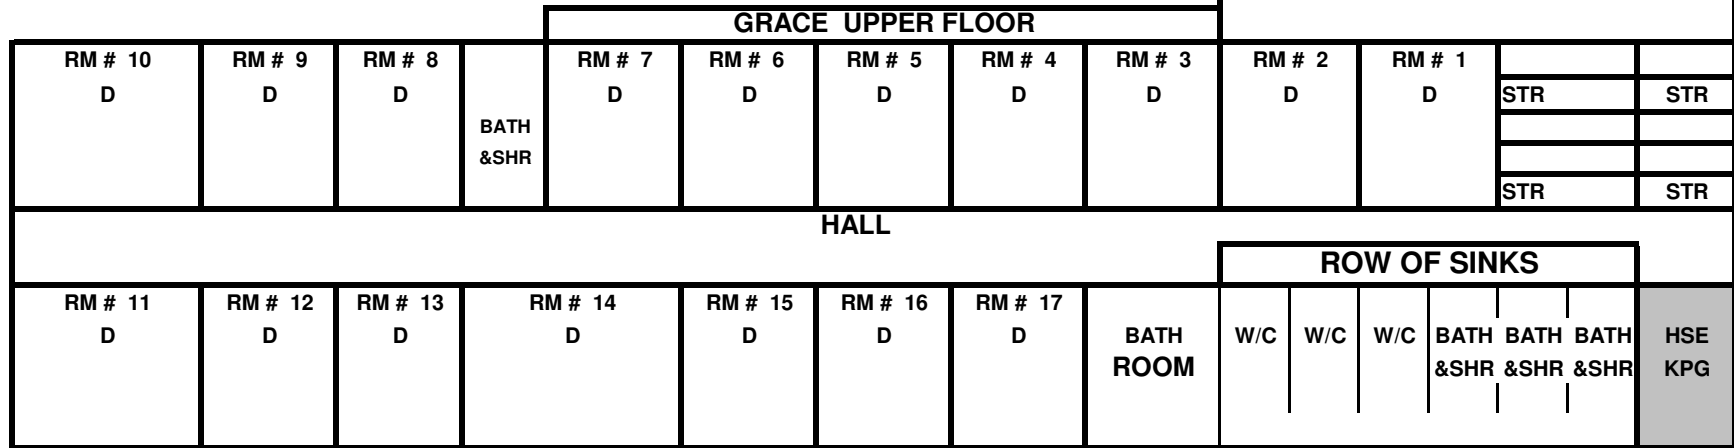 GRACE UPPER FLOOR
RM # 10 RM # 9 RM # 8 RM # 7 RM # 6 RM # 5 RM # 4 RM # 3 RM # 2 RM # 1
D D D D D D D D D D STR STR
BATH
&SHR
STR STR
HALL
ROW OF SINKS
RM # 11 RM # 12 RM # 13 RM # 14 RM # 15 RM # 16 RM # 17
D D D D D D D BATH W/C W/C W/C BATH BATH BATH HSE
ROOM &SHR &SHR &SHR KPG